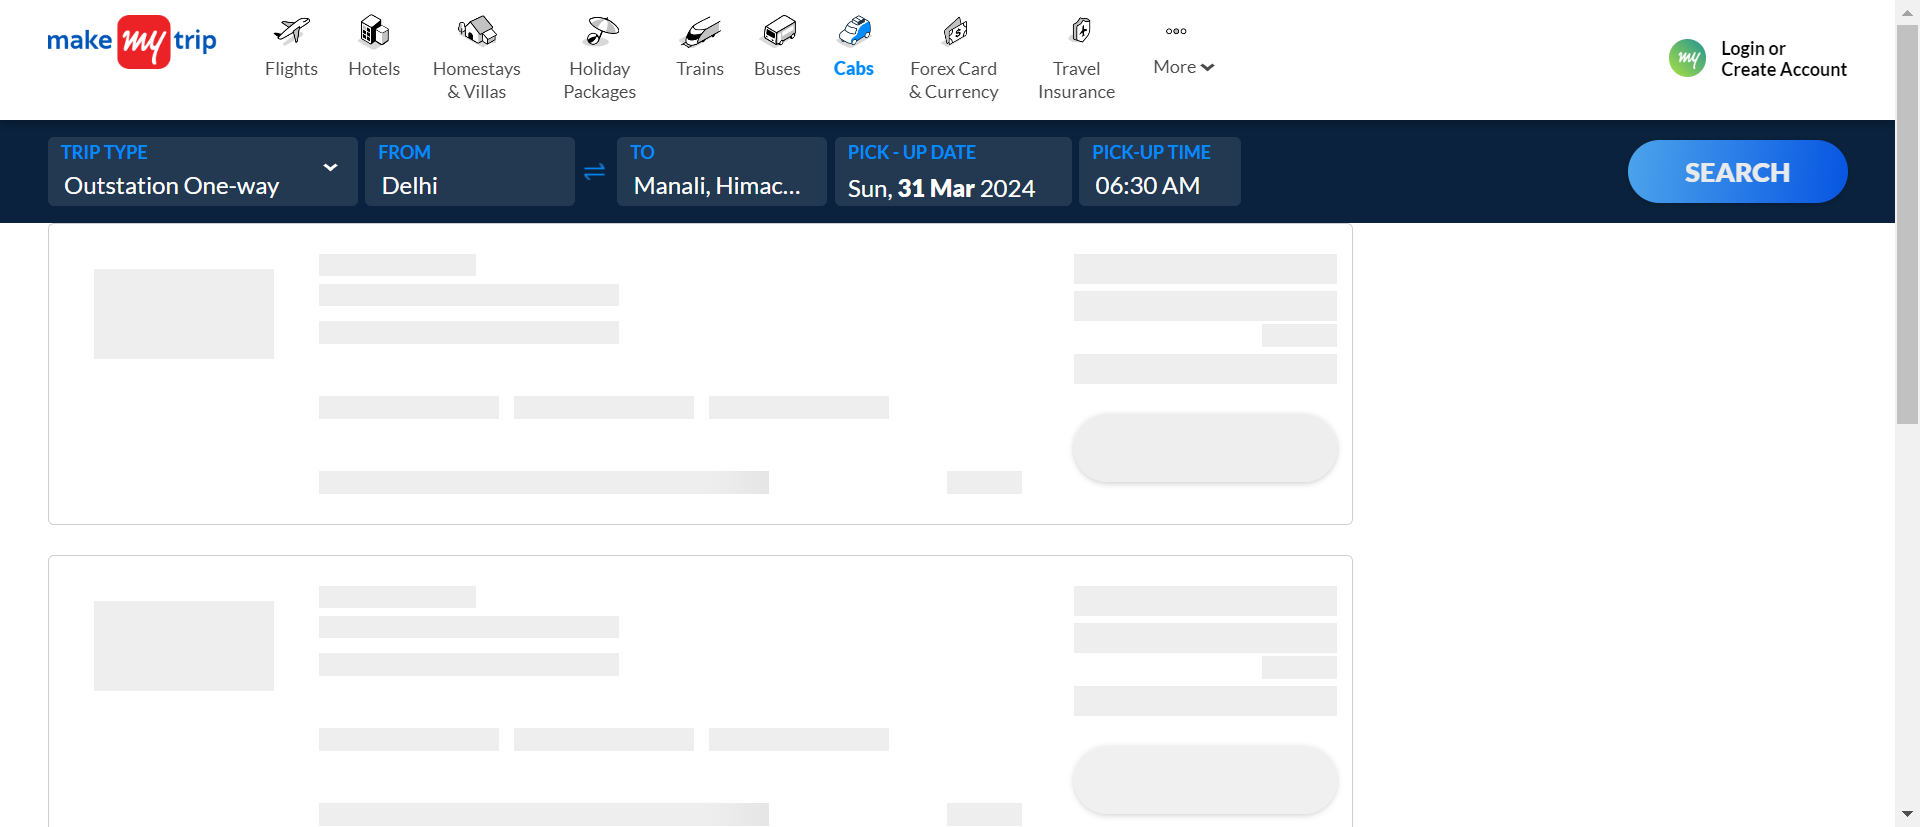 make my trip
Flights
Hotels
Homestays
& Villas
Holiday
Packages
Trains
Buses
Cabs
Forex Card
& Currency
Travel
Insurance
More
my
Login or
Create Account
TRIP TYPE
Outstation One-way
FROM
Delhi
TO
Manali, Himac...
PICK - UP DATE
Sun, 31 Mar 2024
PICK-UP TIME
06:30 AM
SEARCH